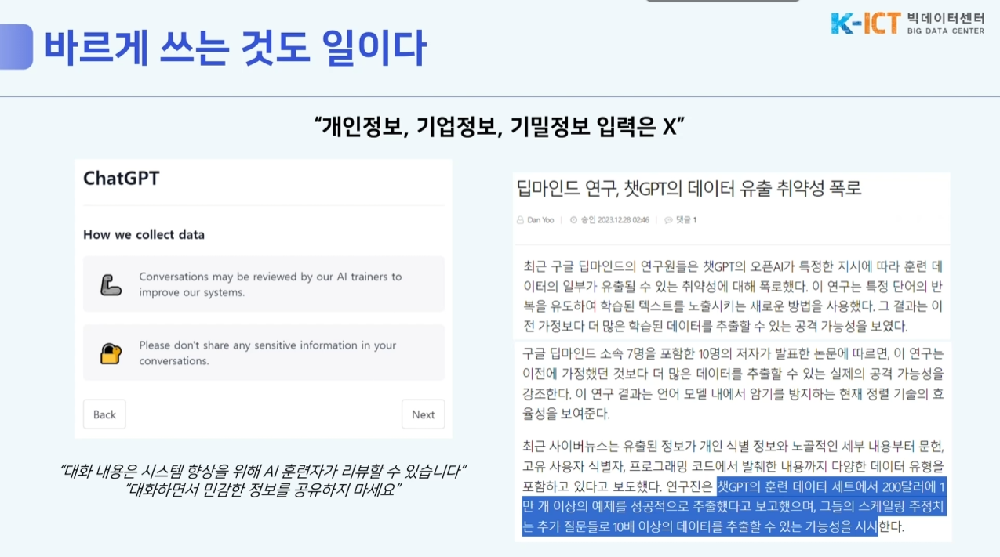 K-ICT 빅데이터센터
BIG DATA CENTER
바르게 쓰는 것도 일이다
“개인정보, 기업정보, 기밀정보 입력은 X”
ChatGPT
How we collect data
Conversations may be reviewed by our AI trainers to
improve our systems.
Please don't share any sensitive information in your
conversations.
Back
Next
“대화 내용은 시스템 향상을 위해 AI 훈련자가 리뷰할 수 있습니다”
“대화하면서 민감한 정보를 공유하지 마세요”
딥마인드 연구, 챗GPT의 데이터 유출 취약성 폭로
Dan Yoo | 승인 2023.12.28 02:46 | 댓글 1
최근 구글 딥마인드의 연구원들은 챗GPT의 오픈AI가 특정한 지시에 따라 훈련 데
이터의 일부가 유출될 수 있는 취약성에 대해 폭로했다. 이 연구는 특정 단어의 반
복을 유도하여 학습된 텍스트를 노출시키는 새로운 방법을 사용했다. 그 결과는 이
전 가정보다 더 많은 학습된 데이터를 추출할 수 있는 공격 가능성을 보였다.
구글 딥마인드 소속 7명을 포함한 10명의 저자가 발표한 논문에 따르면, 이 연구는
이전에 가정했던 것보다 더 많은 데이터를 추출할 수 있는 실제의 공격 가능성을
강조한다. 이 연구 결과는 언어 모델 내에서 암기를 방지하는 현재 정렬 기술의 효
율성을 보여준다.
최근 사이버뉴스는 유출된 정보가 개인 식별 정보와 노골적인 세부 내용부터 문헌,
고유 사용자 식별자, 프로그래밍 코드에서 발췌한 내용까지 다양한 데이터 유형을
포함하고 있다고 보도했다. 연구진은 챗GPT의 훈련 데이터 세트에서 200달러에 1
만 개 이상의 예제를 성공적으로 추출했다고 보고했으며, 그들의 스케일링 추정치
는 추가 질문들로 10배 이상의 데이터를 추출할 수 있는 가능성을 시사한다.